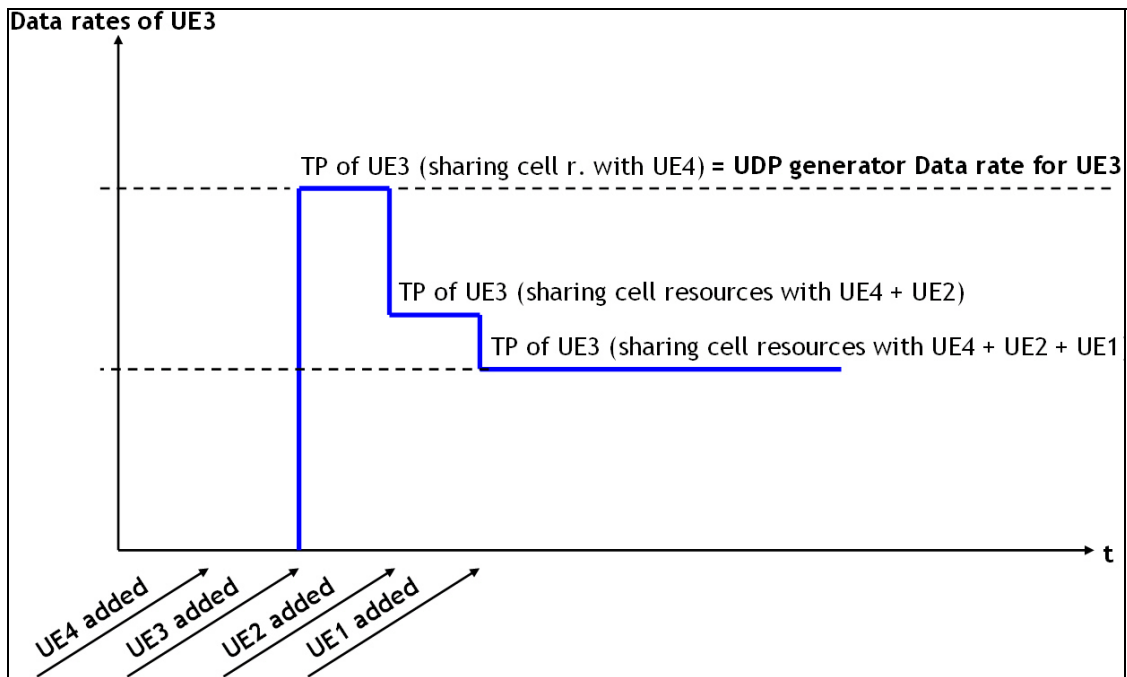 Data rates of UE3
TP of UE3 (sharing cell r. with UE4) = UDP generator Data rate for UE3
TP of UE3 (sharing cell resources with UE4 + UE2)
TP of UE3 (sharing cell resources with UE4 + UE2 + UE1
t
UE4 added
UE3 added
UE2 added
UE1 added